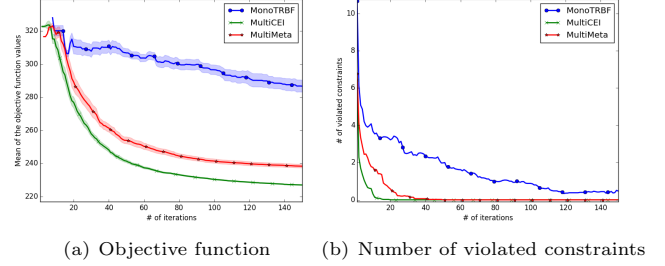 MonoTRBF
MultiCEI
MultiMeta
Mean of the objective function values
320
300
280
260
240
220
20 40 60 80 100 120 140
# of iterations
(a) Objective function
MonoTRBF
MultiCEI
MultiMeta
# of violated constraints
10
8
6
4
2
0
20 40 60 80 100 120 140
# of iterations
(b) Number of violated constraints